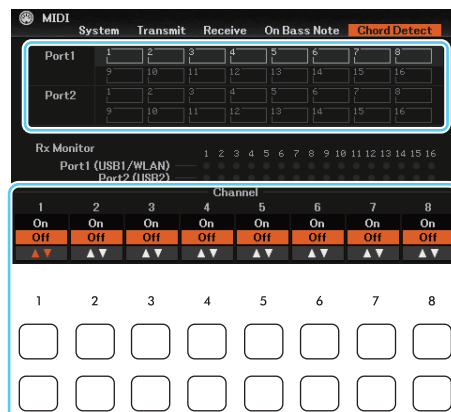 MIDI
System Transmit Receive On Bass Note Chord Detect
Port1 1 2 3 4 5 6 7 8
9 10 11 12 13 14 15 16
Port2 1 2 3 4 5 6 7 8
9 10 11 12 13 14 15 16
Rx Monitor 1 2 3 4 5 6 7 8 9 10 11 12 13 14 15 16
Port1 (USB1/WLAN)
Port2 (USB2)
Channel
1 2 3 4 5 6 7 8
On On On On On On On On
Off Off Off Off Off Off Off Off
▲▼ ▲▼ ▲▼ ▲▼ ▲▼ ▲▼ ▲▼ ▲▼
1 2 3 4 5 6 7 8